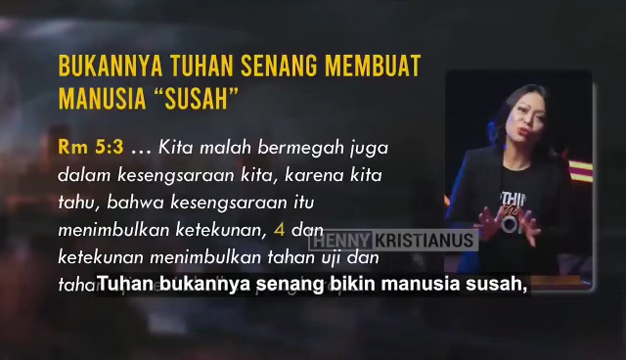 BUKANNYA TUHAN SENANG MEMBUAT
MANUSIA “SUSAH”
Rm 5:3 ... Kita malah bermegah juga
dalam kesengsaraan kita, karena kita
tahu, bahwa kesengsaraan itu
menimbulkan ketekunan, 4 dan
ketekunan menimbulkan tahan uji dan
HENNY KRISTIANUS
Tuhan bukannya senang bikin manusia susah,